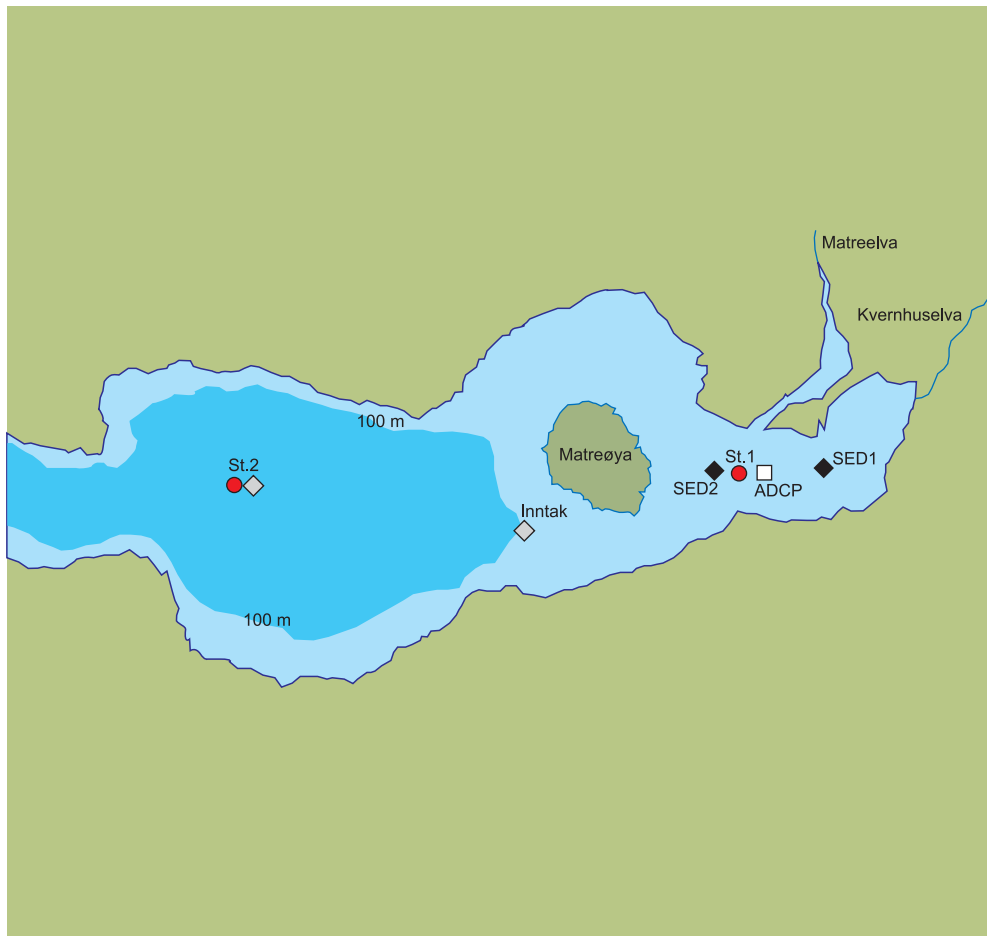 Matreelva
Kvernhuselva
100 m
Matreøya
St.1
SED1
St.2
SED2
ADCP
Inntak
100 m